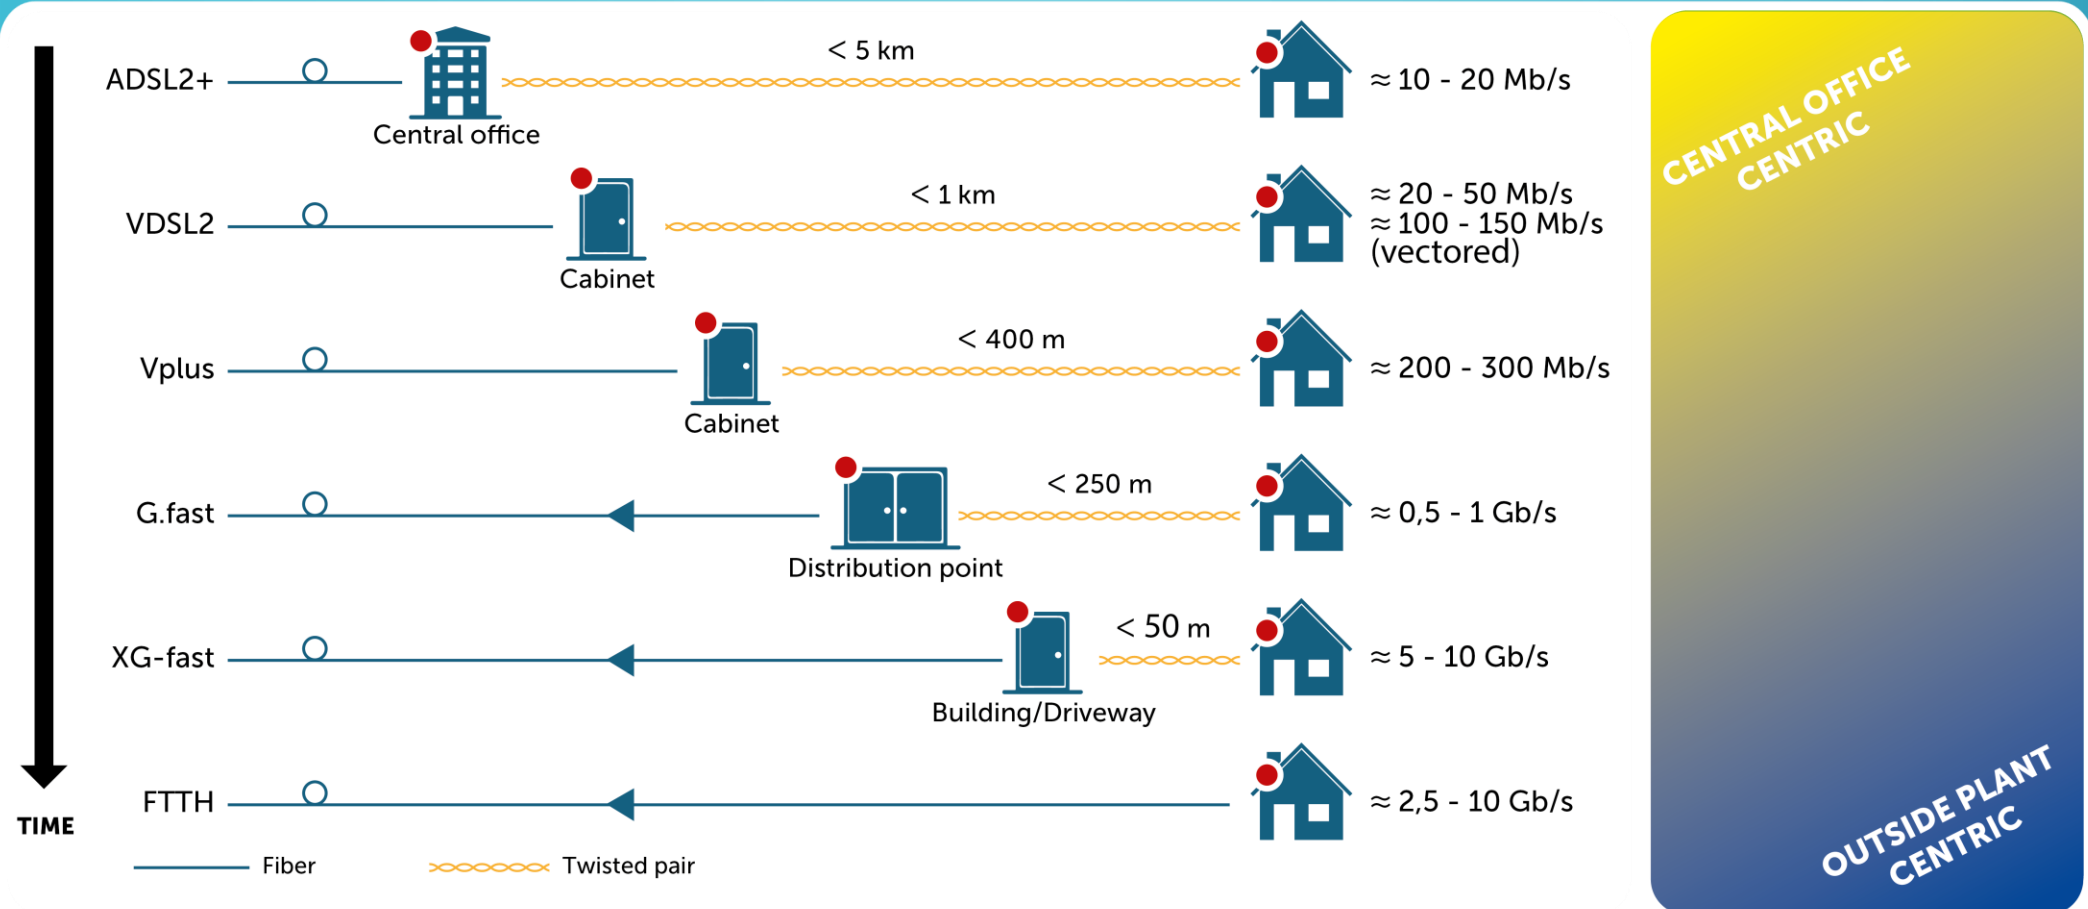 ADSL2+
Central office
< 5 km
≈ 10 - 20 Mb/s
VDSL2
Cabinet
< 1 km
≈ 20 - 50 Mb/s
≈ 100 - 150 Mb/s
(vectored)
Vplus
Cabinet
< 400 m
≈ 200 - 300 Mb/s
G.fast
Distribution point
< 250 m
≈ 0,5 - 1 Gb/s
XG-fast
Building/Driveway
< 50 m
≈ 5 - 10 Gb/s
FTTH
≈ 2,5 - 10 Gb/s
TIME
Fiber
Twisted pair
CENTRAL OFFICE
CENTRIC
OUTSIDE PLANT
CENTRIC